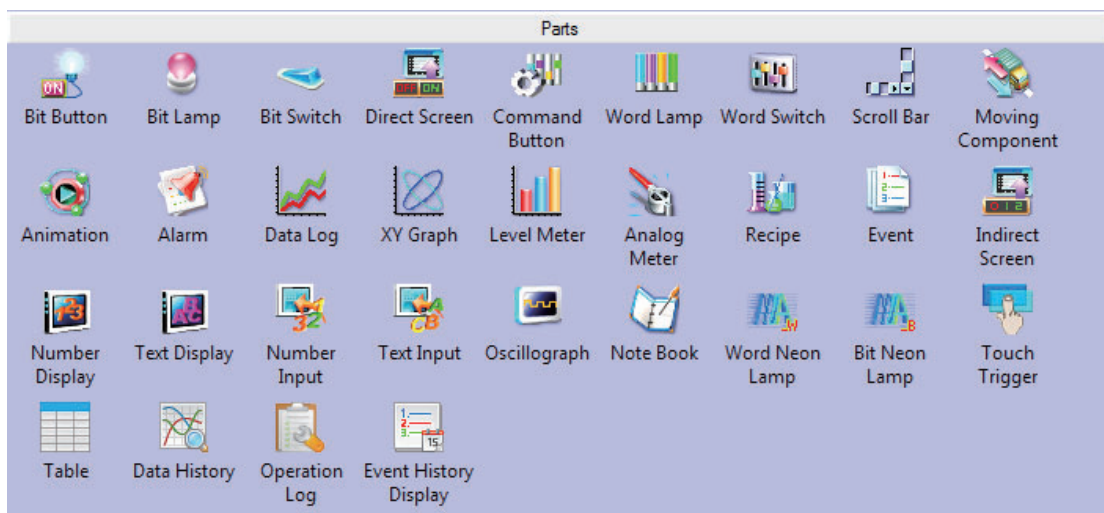 Parts
Bit Button
Bit Lamp
Bit Switch
Direct Screen
Command
Button
Word Lamp
Word Switch
Scroll Bar
Moving
Component
Animation
Alarm
Data Log
XY Graph
Level Meter
Analog
Meter
Recipe
Event
Indirect
Screen
Number
Display
Text Display
Number
Input
Text Input
Oscillograph
Note Book
Word Neon
Lamp
Bit Neon
Lamp
Touch
Trigger
Table
Data History
Operation
Log
Event History
Display